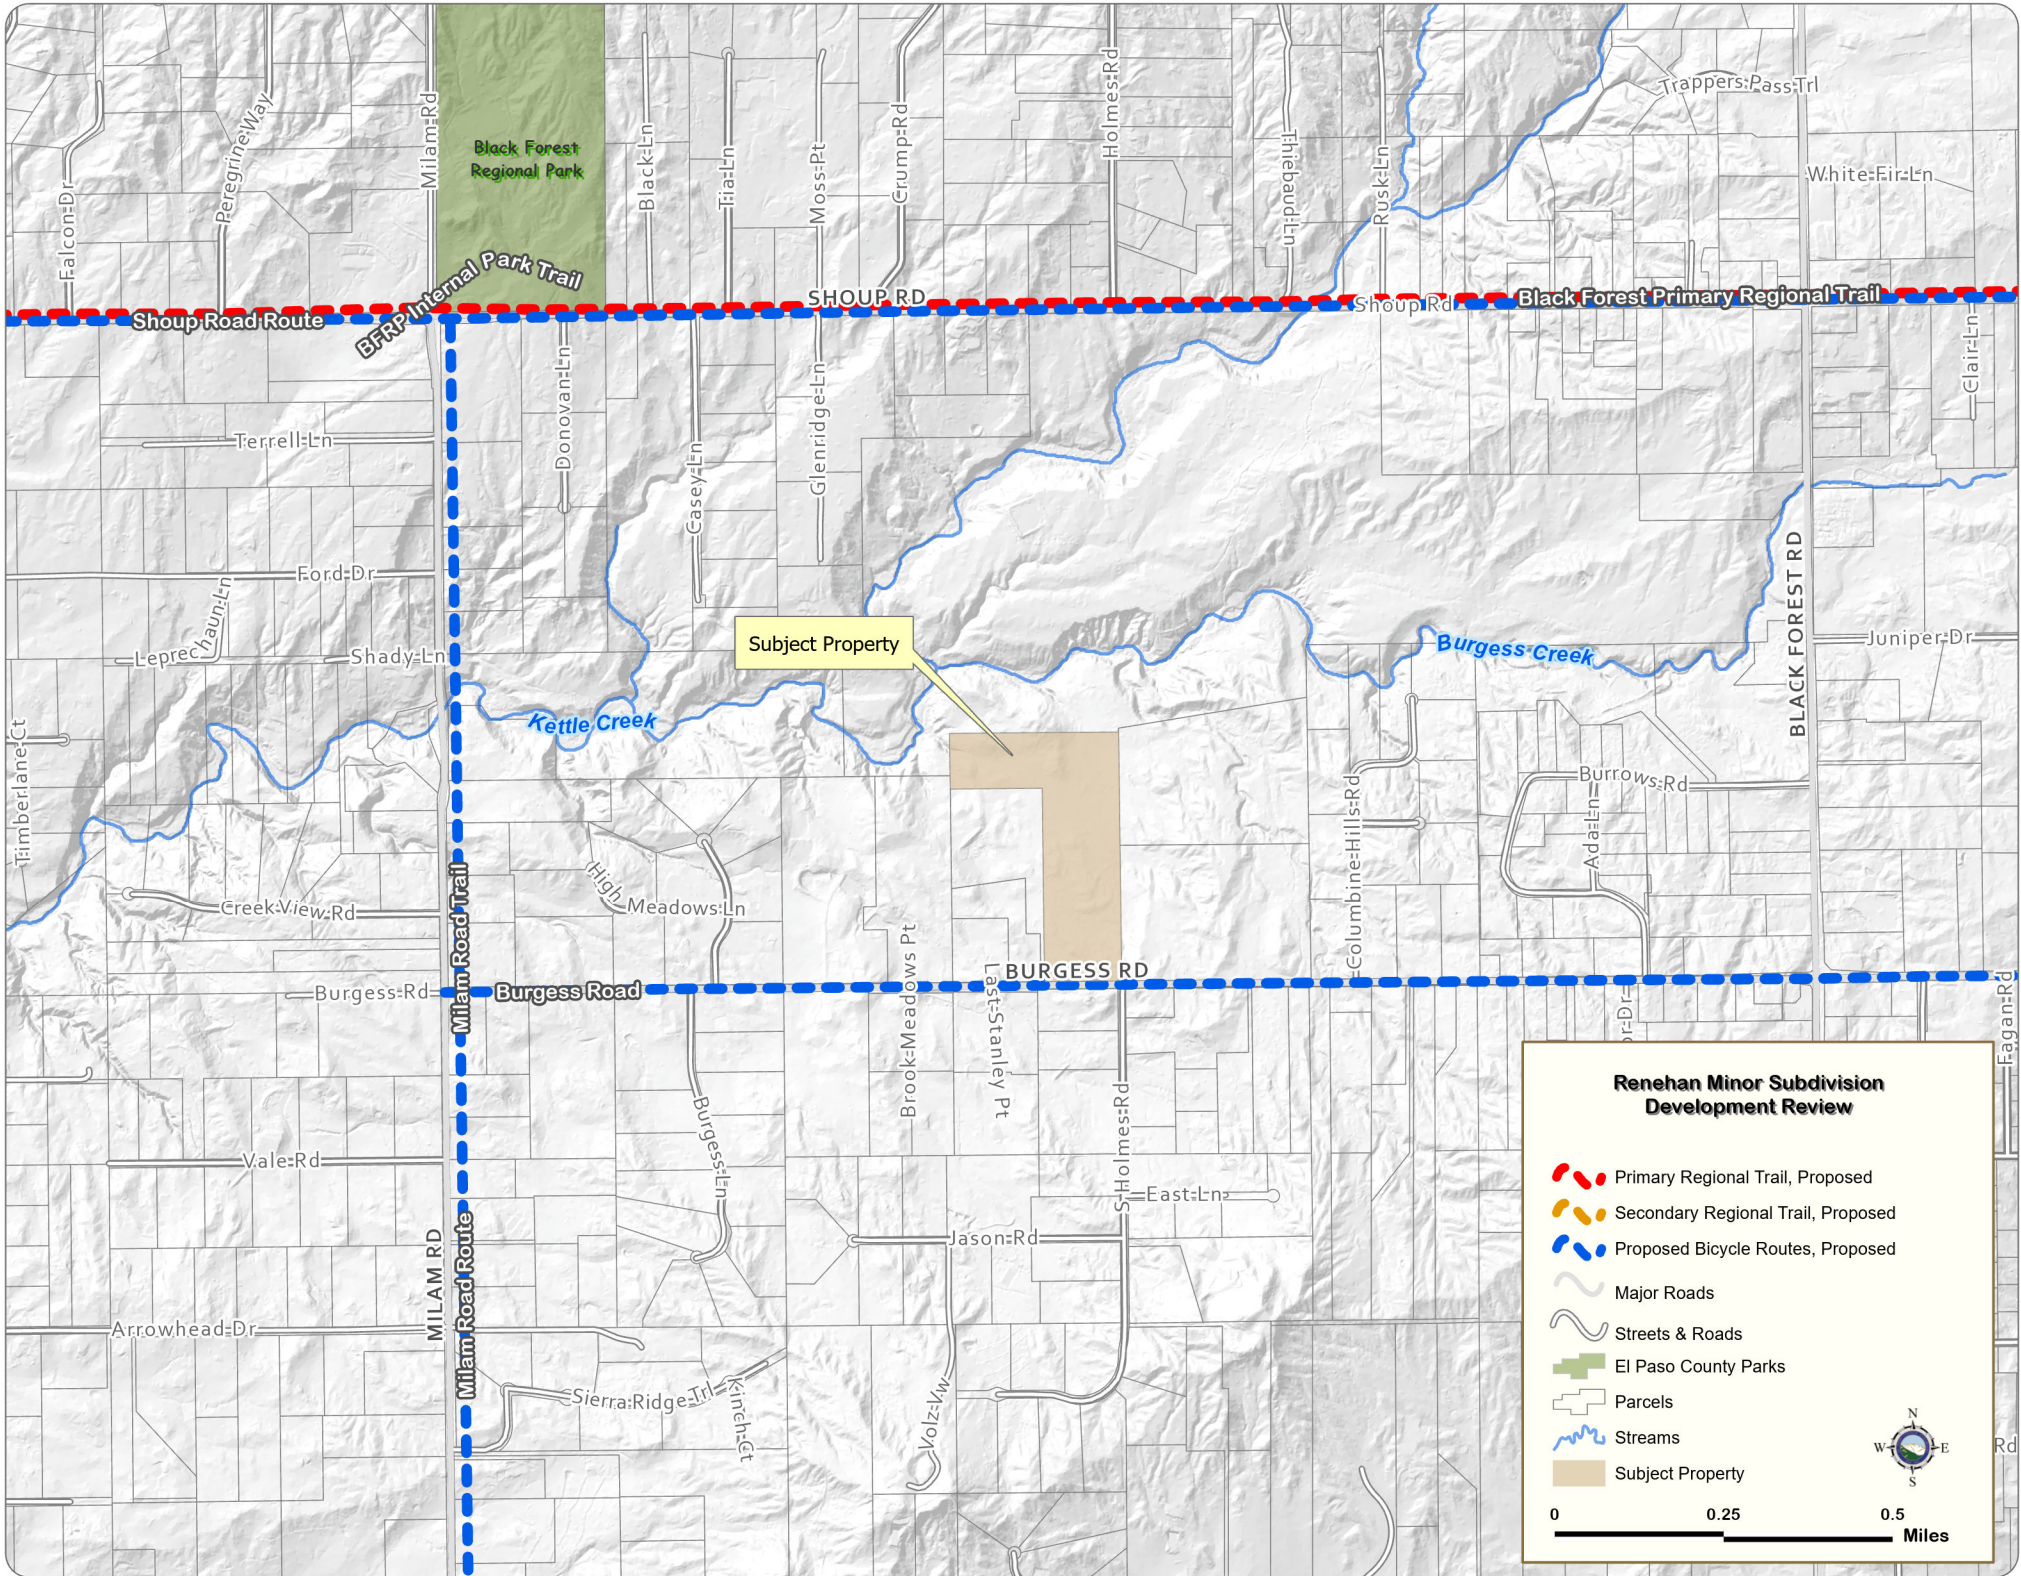 Falcon Dr
Peregrine Way
Milam Rd
Black Forest
Regional Park
Black Ln
Tia Ln
Moss Pt
Crump Rd
Holmes Rd
Thiebaud Ln
Rusk Ln
Trappers Pass Trl
White Fir Ln
BFRP Internal Park Trail
Shoup Road Route
SHOUP RD
Shoup Rd
Black Forest Primary Regional Trail
Clair Ln
Terrell Ln
Donovan Ln
Casey Ln
Glenridge Ln
Ford Dr
Leprechaun Ln
Shady Ln
Subject Property
Burgess Creek
BLACK FOREST RD
Juniper Dr
Kettle Creek
Timberlane Ct
Columbine Hills Rd
Burrows Rd
Ada Ln
High Meadows Ln
Creek View Rd
Milam Road Trail
Burgess Rd
Burgess Road
Brook Meadows Pt
Last Stanley Pt
BURGESS RD
or Dr
Fagan Rd
Burgess Ln
S Holmes Rd
Vale Rd
East Ln
Jason Rd
MILAM RD
Milam Road Route
Arrowhead Dr
Sierra Ridge Trl
Kinch Ct
Volz Vw
Rd
Renehan Minor Subdivision
Development Review
Primary Regional Trail, Proposed
Secondary Regional Trail, Proposed
Proposed Bicycle Routes, Proposed
Major Roads
Streets & Roads
El Paso County Parks
Parcels
Streams
Subject Property
N
W E
S
0 0.25 0.5
Miles